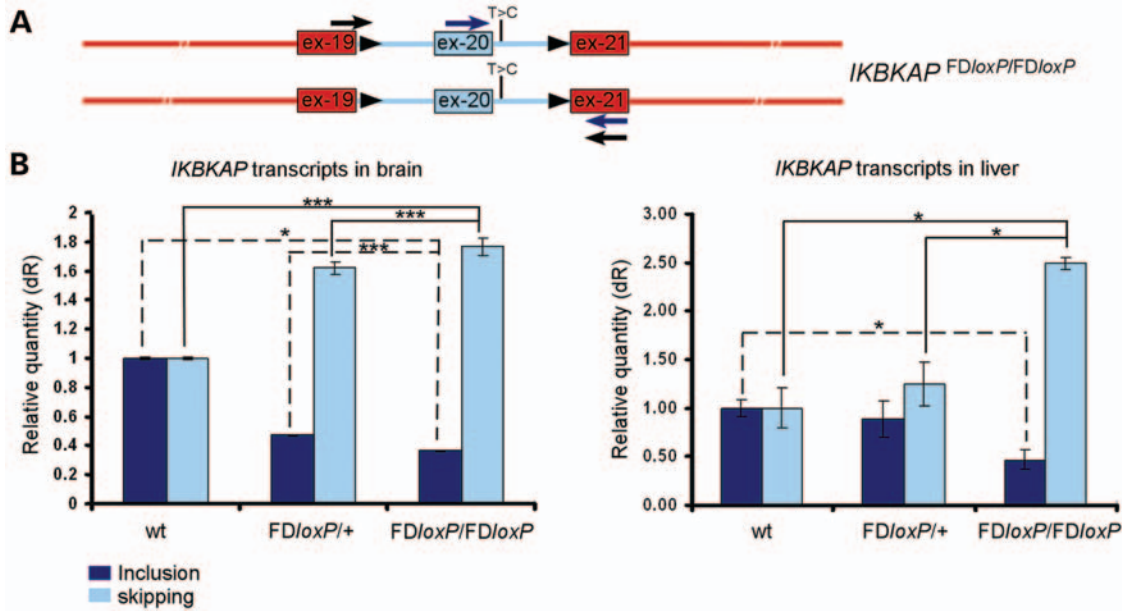 A
T>C
ex-19 ex-20 ex-21
T>C
ex-19 ex-20 ex-21
IKBKAP FDloxP/FDloxP
B
IKBKAP transcripts in brain
***
***
*
***
Relative quantity (dR)
2
1.8
1.6
1.4
1.2
1
0.8
0.6
0.4
0.2
0
wt FDloxP/+ FDloxP/FDloxP
Inclusion
skipping
IKBKAP transcripts in liver
*
*
*
Relative quantity (dR)
3.00
2.50
2.00
1.50
1.00
0.50
0.00
wt FDloxP/+ FDloxP/FDloxP